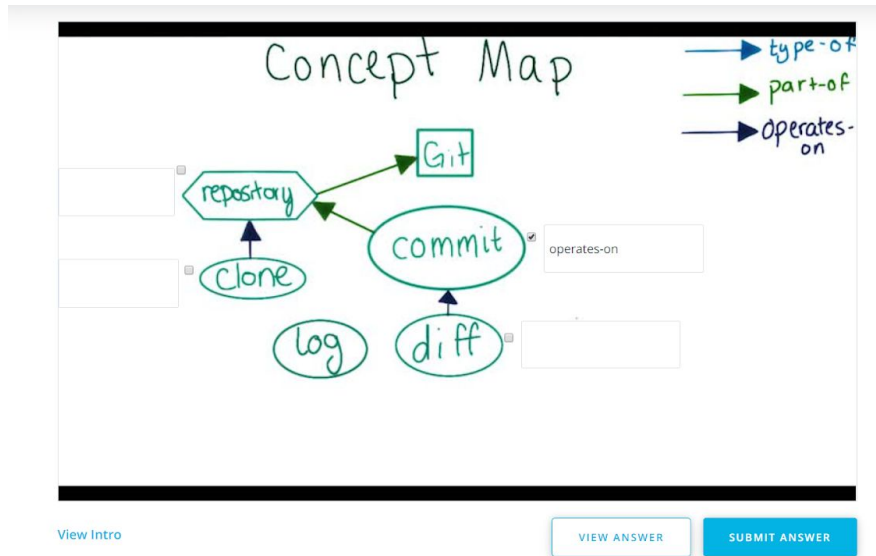 Concept Map
type-of
part-of
operates-
on
Git
repository
commit
operates-on
clone
log
diff
View Intro
VIEW ANSWER
SUBMIT ANSWER